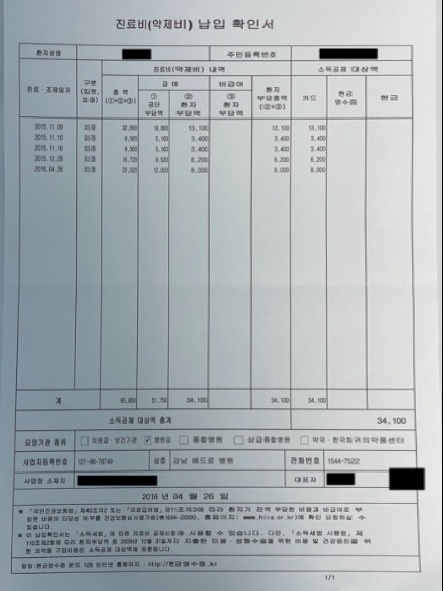 진료비(약제비) 납입 확인서
환자성명 주민등록번호
진료·조제일자 구분 (입원, 외래) 진료비(약제비) 내역 소득공제 대상액
총 액 (①+②+③) 급 여 비급여 환자 부담총액 (②+③) 카드 현금 영수증 현금
① 공단 부담액 ② 환자 부담액 ③ 환자 부담액
2015.11.09 외래 32,990 19,890 13,100 13,100 13,100
2015.11.10 외래 8,560 5,160 3,400 3,400 3,400
2015.11.16 외래 8,560 5,160 3,400 3,400 3,400
2015.12.28 외래 15,720 9,520 6,200 6,200 6,200
2016.04.26 외래 20,020 12,020 8,000 8,000 8,000
계 85,850 51,750 34,100 34,100 34,100
소득공제 대상액 총계 34,100
요양기관 종류 의원급·보건기관 병원급 종합병원 상급종합병원 약국·한국희귀의약품센터
사업자등록번호 127-96-76749 상호 강남 베드로 병원 전화번호 1544-7522
사업장 소재지 대표자
2016 년 04 월 26 일
■ 「국민건강보험법」 제42조의2 또는 「의료급여법」 제11조의3에 따라 환자가 전액 부담한 비용과 비급여로 부
담한 비용의 타당성 여부를 건강보험심사평가원(☎1644-2000, 홈페이지: www.hira.or.kr)에 확인 요청하실 수
있습니다.
■ 이 납입확인서는 「소득세법」에 따른 의료비 공제신청에 사용할 수 있습니다. 다만, 「소득세법 시행령」 제
110조제2항에 따라 환자부담액 중 2009년 12월 31일까지 지출한 미용·성형수술을 위한 비용 및 건강증진을 위
한 의약품 구입비용은 소득공제 대상액에 포함됩니다.
알림:현금영수증 문의 126 인터넷 홈페이지 : http://현금영수증.kr
1/1